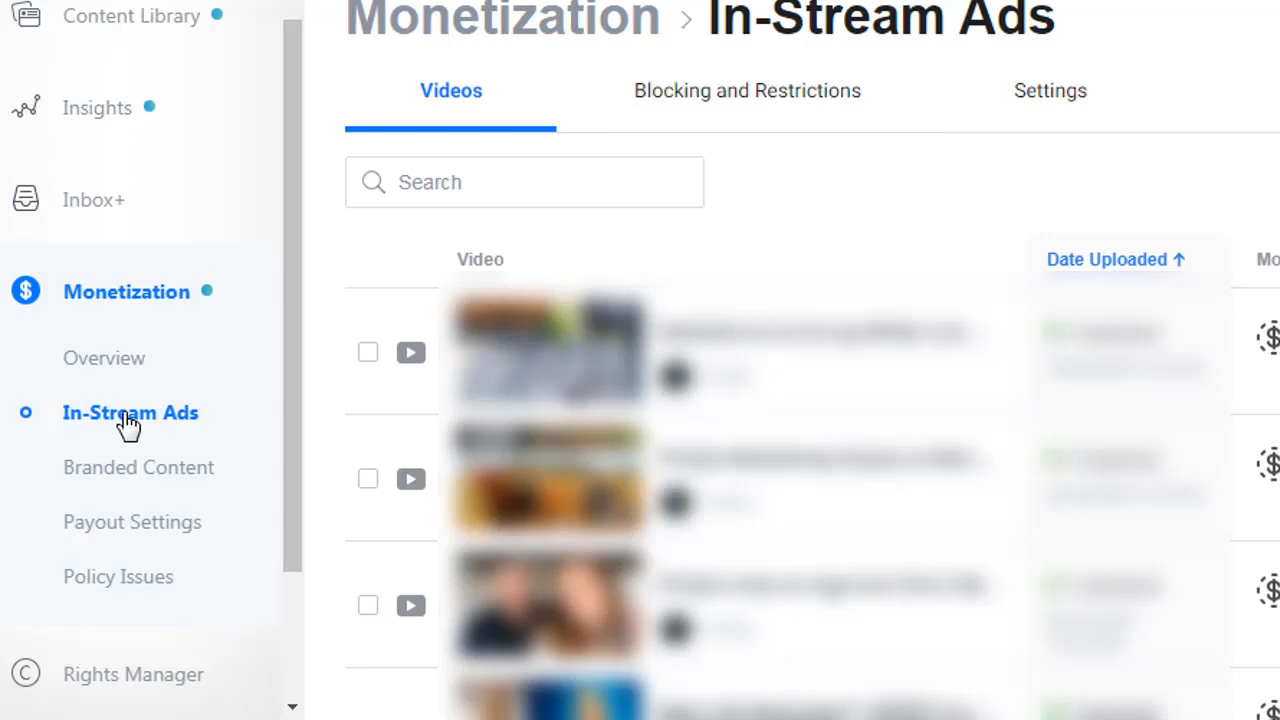 Content Library
Insights
Inbox+
Monetization
Overview
In-Stream Ads
Branded Content
Payout Settings
Policy Issues
Rights Manager
Monetization > In-Stream Ads
Videos Blocking and Restrictions Settings
Search
Video Date Uploaded ↑ Mo